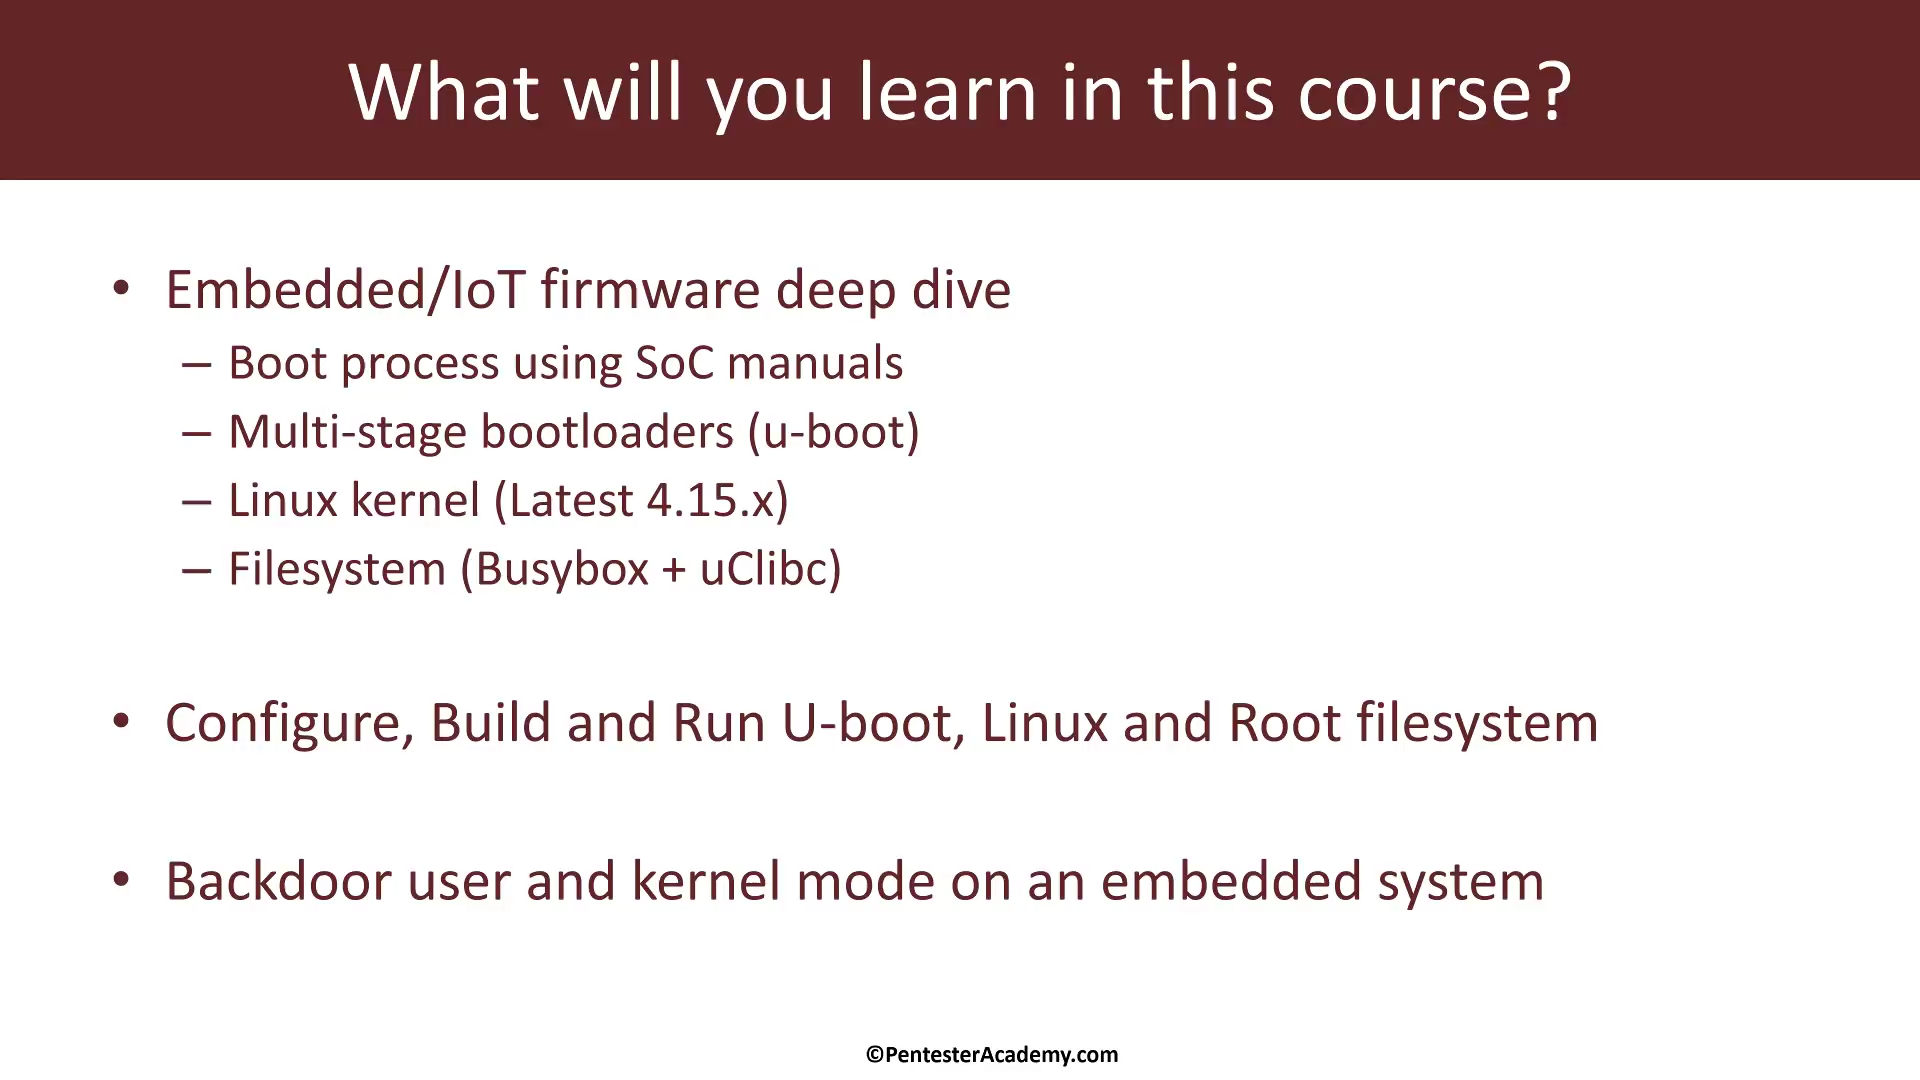 What will you learn in this course?
• Embedded/IoT firmware deep dive
– Boot process using SoC manuals
– Multi-stage bootloaders (u-boot)
– Linux kernel (Latest 4.15.x)
– Filesystem (Busybox + uClibc)
• Configure, Build and Run U-boot, Linux and Root filesystem
• Backdoor user and kernel mode on an embedded system
©PentesterAcademy.com